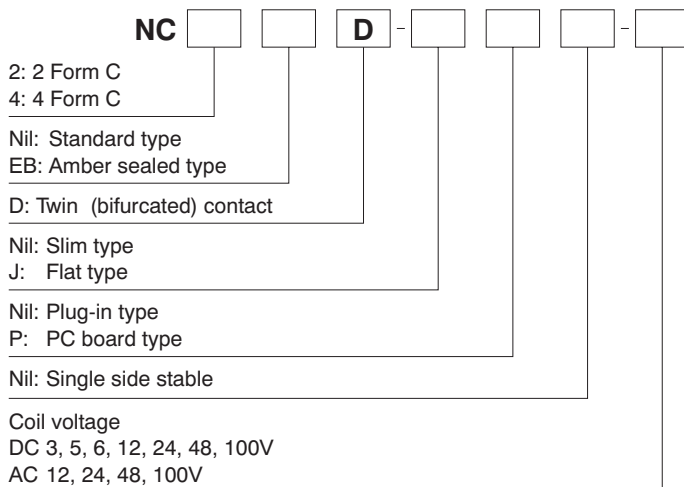 NC D - -
2: 2 Form C
4: 4 Form C
Nil: Standard type
EB: Amber sealed type
D: Twin (bifurcated) contact
Nil: Slim type
J: Flat type
Nil: Plug-in type
P: PC board type
Nil: Single side stable
Coil voltage
DC 3, 5, 6, 12, 24, 48, 100V
AC 12, 24, 48, 100V